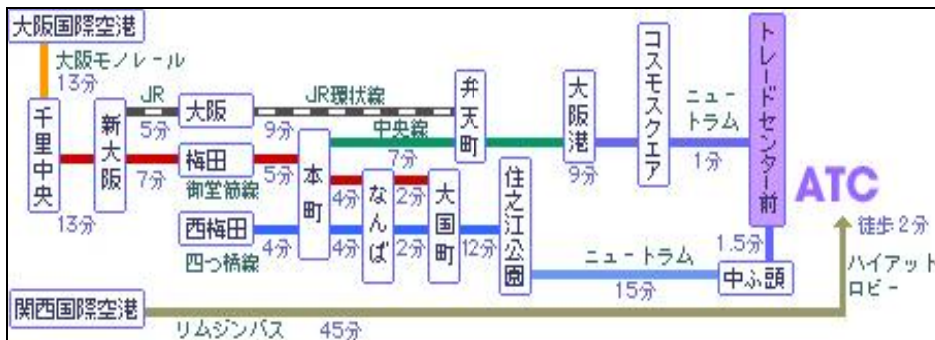 大阪国際空港
大阪モノレール
13分
千里中央
13分
新大阪
JR
5分
大阪
JR環状線
9分
7分
梅田
御堂筋線
5分
本町
中央線
7分
弁天町
大阪港
9分
コスモスクエア
ニュートラム
1分
トレードセンター前
ATC
徒歩2分
西梅田
四つ橋線
4分
4分
4分
なんば
2分
2分
大国町
12分
住之江公園
ニュートラム
15分
中ふ頭
1.5分
ハイアット
ロビー
関西国際空港
リムジンバス
45分